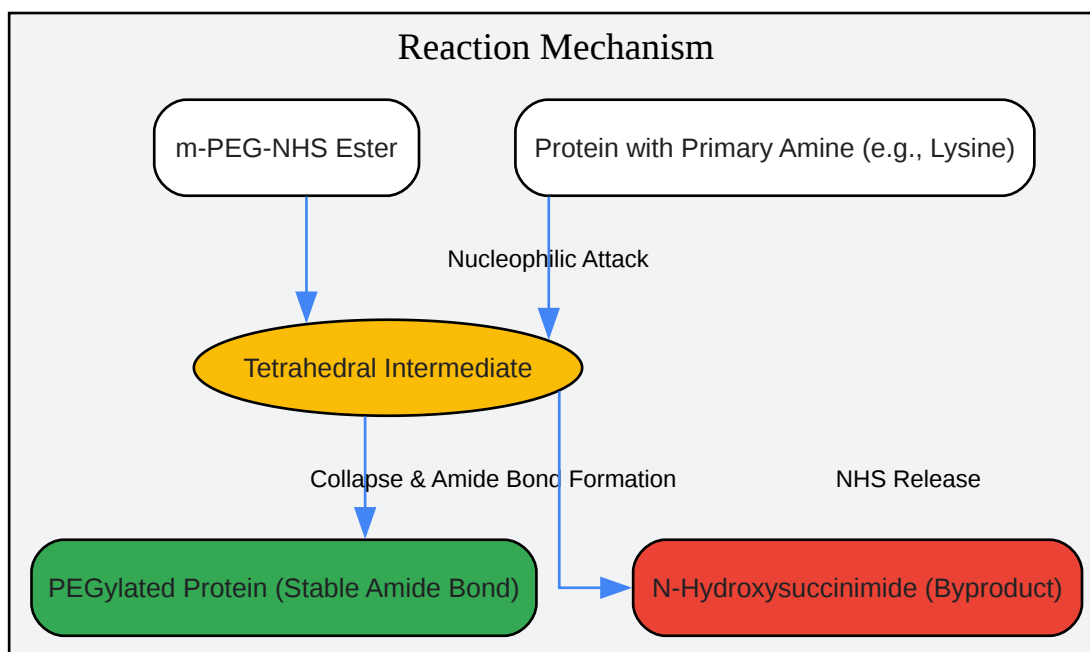 Reaction Mechanism
m-PEG-NHS Ester
Protein with Primary Amine (e.g., Lysine)
Nucleophilic Attack
Tetrahedral Intermediate
Collapse & Amide Bond Formation
NHS Release
PEGylated Protein (Stable Amide Bond)
N-Hydroxysuccinimide (Byproduct)